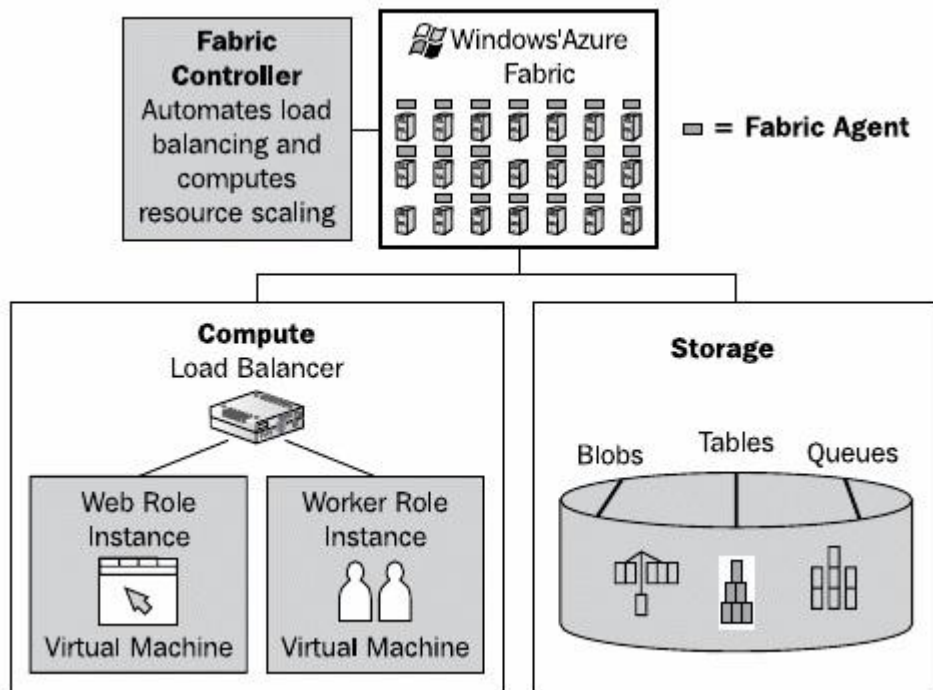 Fabric
Controller
Automates load
balancing and
computes
resource scaling
Windows'Azure
Fabric
= Fabric Agent
Compute
Load Balancer
Web Role
Instance
Virtual Machine
Worker Role
Instance
Virtual Machine
Storage
Blobs
Tables
Queues